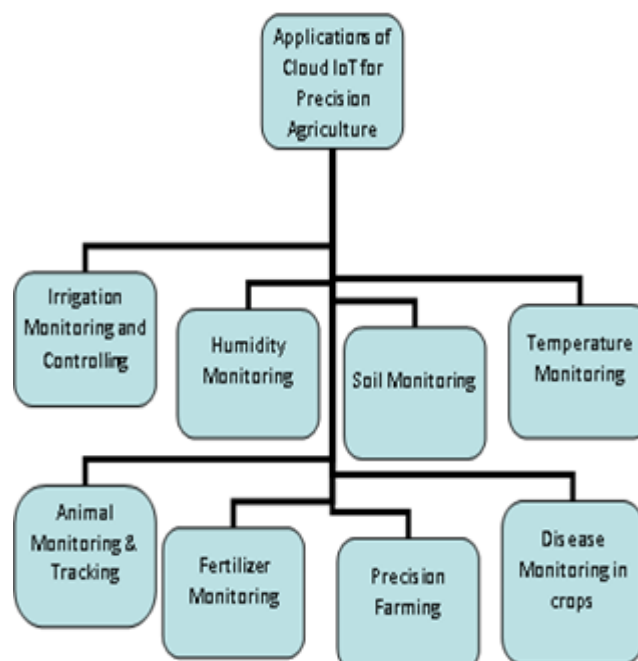 Applications of
Cloud IoT for
Precision
Agriculture
Irrigation
Monitoring and
Controlling
Humidity
Monitoring
Soil Monitoring
Temperature
Monitoring
Animal
Monitoring &
Tracking
Fertilizer
Monitoring
Precision
Farming
Disease
Monitoring in
crops